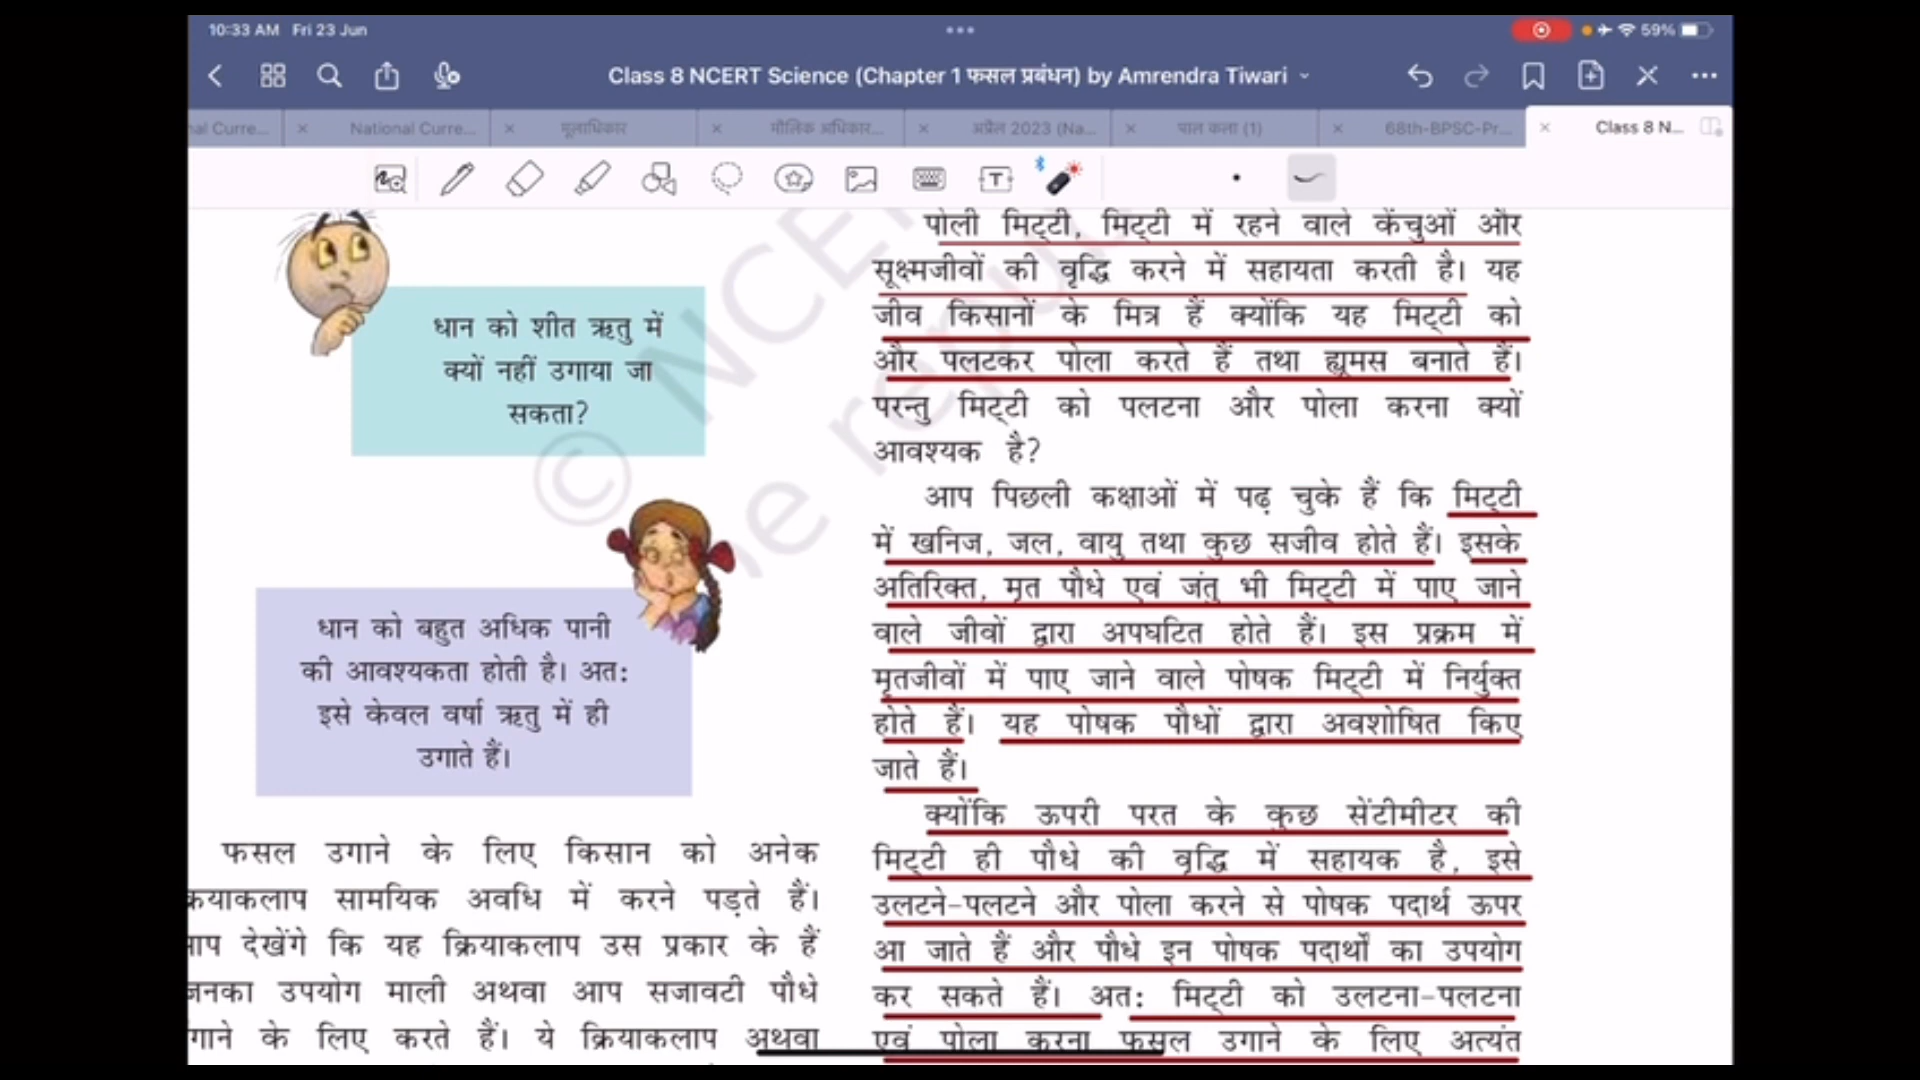 10:33 AM Fri 23 Jun
59%
Class 8 NCERT Science (Chapter 1 फसल प्रबंधन) by Amrendra Tiwari
nal Curre... National Curre... मूलाधिकार मौलिक अधिकार... अप्रैल 2023 (Na... पाल कला (1) 68th-BPSC-Pr... Class 8 N...
धान को शीत ऋतु में
क्यों नहीं उगाया जा
सकता?
धान को बहुत अधिक पानी
की आवश्यकता होती है। अत:
इसे केवल वर्षा ऋतु में ही
उगाते हैं।
फसल उगाने के लिए किसान को अनेक
क्रियाकलाप सामयिक अवधि में करने पड़ते हैं।
आप देखेंगे कि यह क्रियाकलाप उस प्रकार के हैं
जिनका उपयोग माली अथवा आप सजावटी पौधे
उगाने के लिए करते हैं। ये क्रियाकलाप अथवा
पोली मिट्टी, मिट्टी में रहने वाले केंचुओं और
सूक्ष्मजीवों की वृद्धि करने में सहायता करती है। यह
जीव किसानों के मित्र हैं क्योंकि यह मिट्टी को
और पलटकर पोला करते हैं तथा ह्यूमस बनाते हैं।
परन्तु मिट्टी को पलटना और पोला करना क्यों
आवश्यक है?
आप पिछली कक्षाओं में पढ़ चुके हैं कि मिट्टी
में खनिज, जल, वायु तथा कुछ सजीव होते हैं। इसके
अतिरिक्त, मृत पौधे एवं जंतु भी मिट्टी में पाए जाने
वाले जीवों द्वारा अपघटित होते हैं। इस प्रक्रम में
मृतजीवों में पाए जाने वाले पोषक मिट्टी में निर्युक्त
होते हैं। यह पोषक पौधों द्वारा अवशोषित किए
जाते हैं।
क्योंकि ऊपरी परत के कुछ सेंटीमीटर की
मिट्टी ही पौधे की वृद्धि में सहायक है, इसे
उलटने-पलटने और पोला करने से पोषक पदार्थ ऊपर
आ जाते हैं और पौधे इन पोषक पदार्थों का उपयोग
कर सकते हैं। अत: मिट्टी को उलटना-पलटना
एवं पोला करना फसल उगाने के लिए अत्यंत
© NCE
he repu